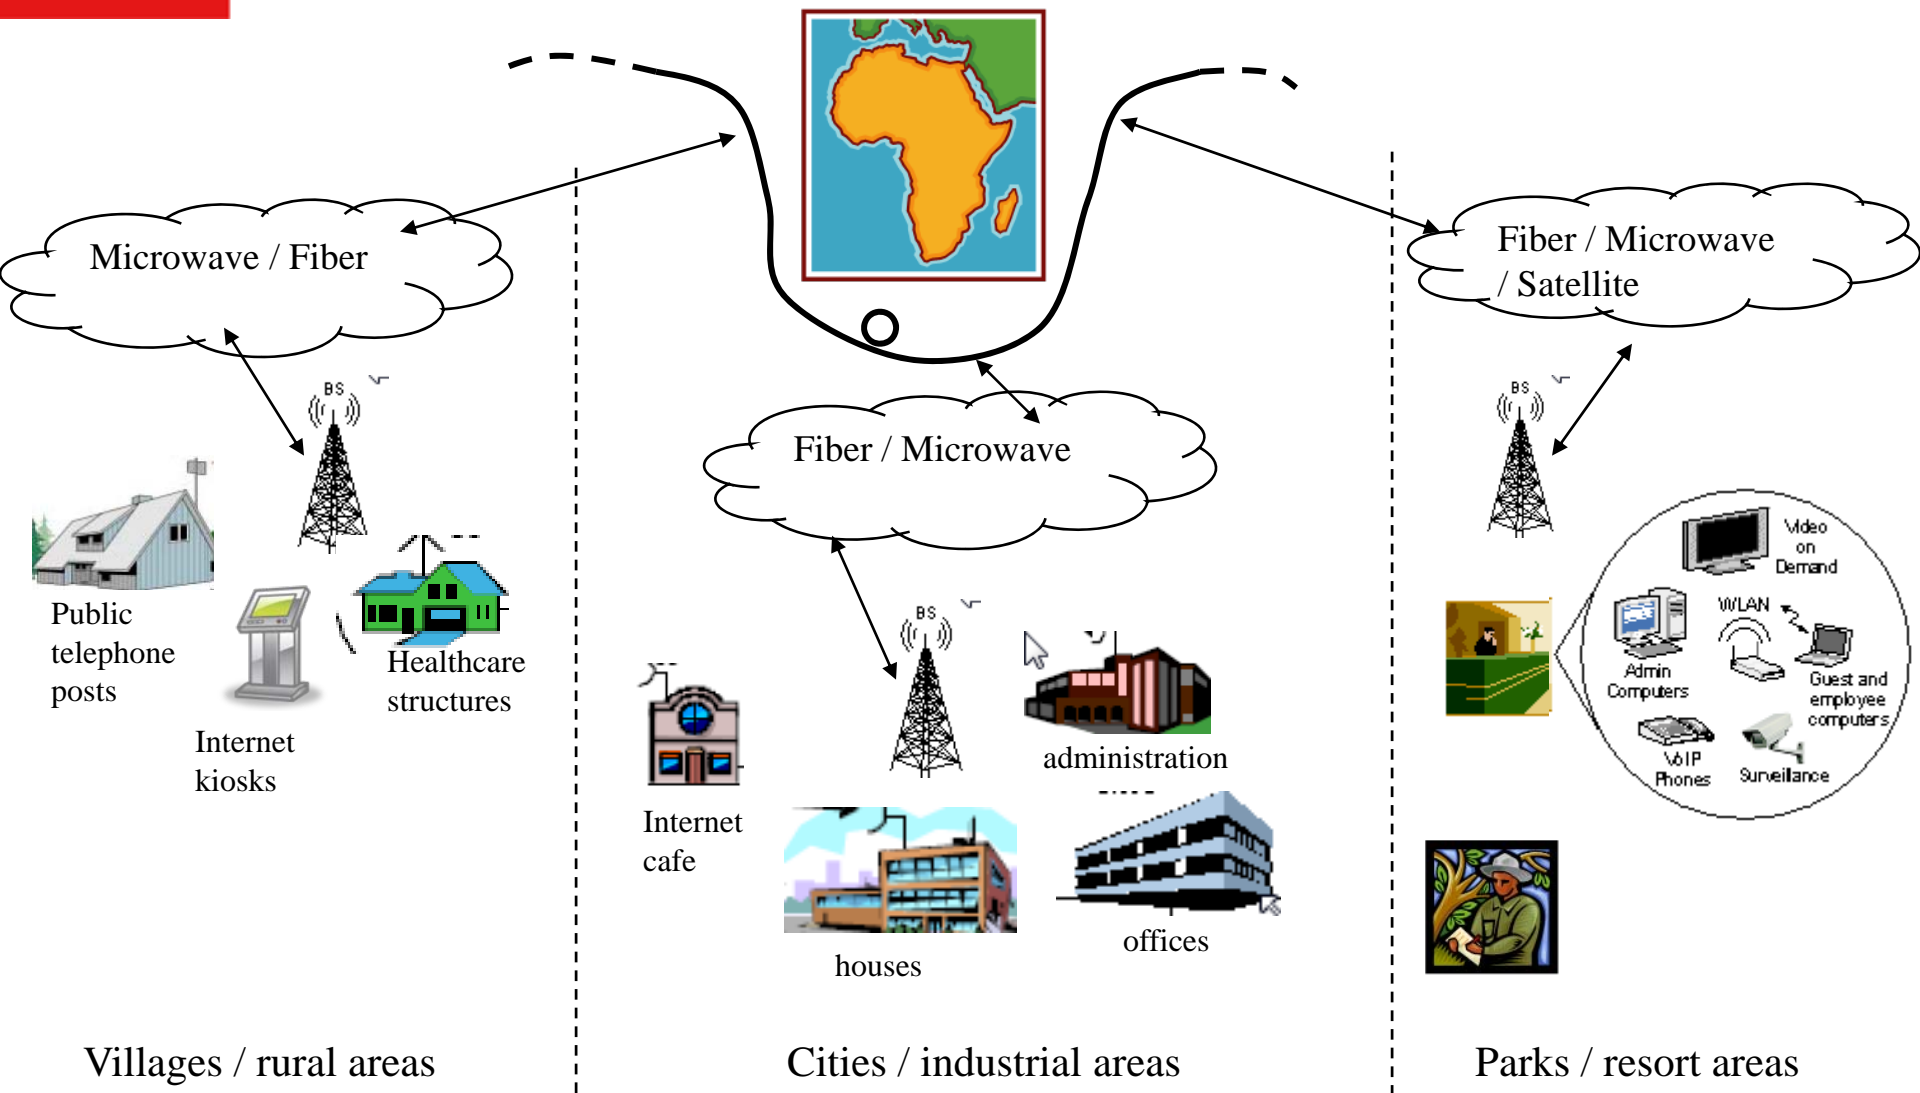 Microwave / Fiber
BS
Public
telephone
posts
Internet
kiosks
Healthcare
structures
Villages / rural areas
Fiber / Microwave
BS
Internet
cafe
houses
administration
offices
Cities / industrial areas
Fiber / Microwave
/ Satellite
BS
Video
on
Demand
WLAN
Admin
Computers
Guest and
employee
computers
VoIP
Phones
Surveillance
Parks / resort areas